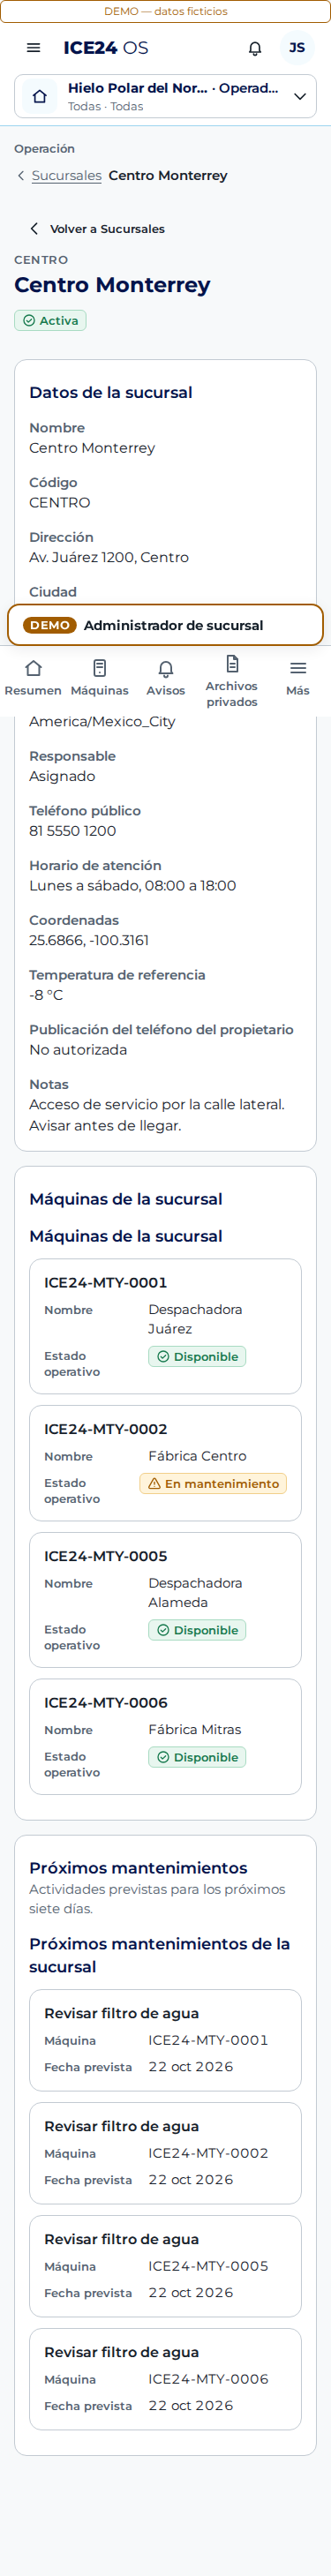 DEMO — datos ficticios
ICE24 OS
JS
Hielo Polar del Nor... · Operad...
Todas · Todas
Operación
Sucursales Centro Monterrey
Volver a Sucursales
CENTRO
Centro Monterrey
Activa
Datos de la sucursal
Nombre
Centro Monterrey
Código
CENTRO
Dirección
Av. Juárez 1200, Centro
Ciudad
DEMO Administrador de sucursal
Resumen
Máquinas
Avisos
Archivos privados
Más
America/Mexico_City
Responsable
Asignado
Teléfono público
81 5550 1200
Horario de atención
Lunes a sábado, 08:00 a 18:00
Coordenadas
25.6866, -100.3161
Temperatura de referencia
-8 °C
Publicación del teléfono del propietario
No autorizada
Notas
Acceso de servicio por la calle lateral.
Avisar antes de llegar.
Máquinas de la sucursal
Máquinas de la sucursal
ICE24-MTY-0001
Nombre Despachadora Juárez
Estado operativo Disponible
ICE24-MTY-0002
Nombre Fábrica Centro
Estado operativo En mantenimiento
ICE24-MTY-0005
Nombre Despachadora Alameda
Estado operativo Disponible
ICE24-MTY-0006
Nombre Fábrica Mitras
Estado operativo Disponible
Próximos mantenimientos
Actividades previstas para los próximos
siete días.
Próximos mantenimientos de la
sucursal
Revisar filtro de agua
Máquina ICE24-MTY-0001
Fecha prevista 22 oct 2026
Revisar filtro de agua
Máquina ICE24-MTY-0002
Fecha prevista 22 oct 2026
Revisar filtro de agua
Máquina ICE24-MTY-0005
Fecha prevista 22 oct 2026
Revisar filtro de agua
Máquina ICE24-MTY-0006
Fecha prevista 22 oct 2026